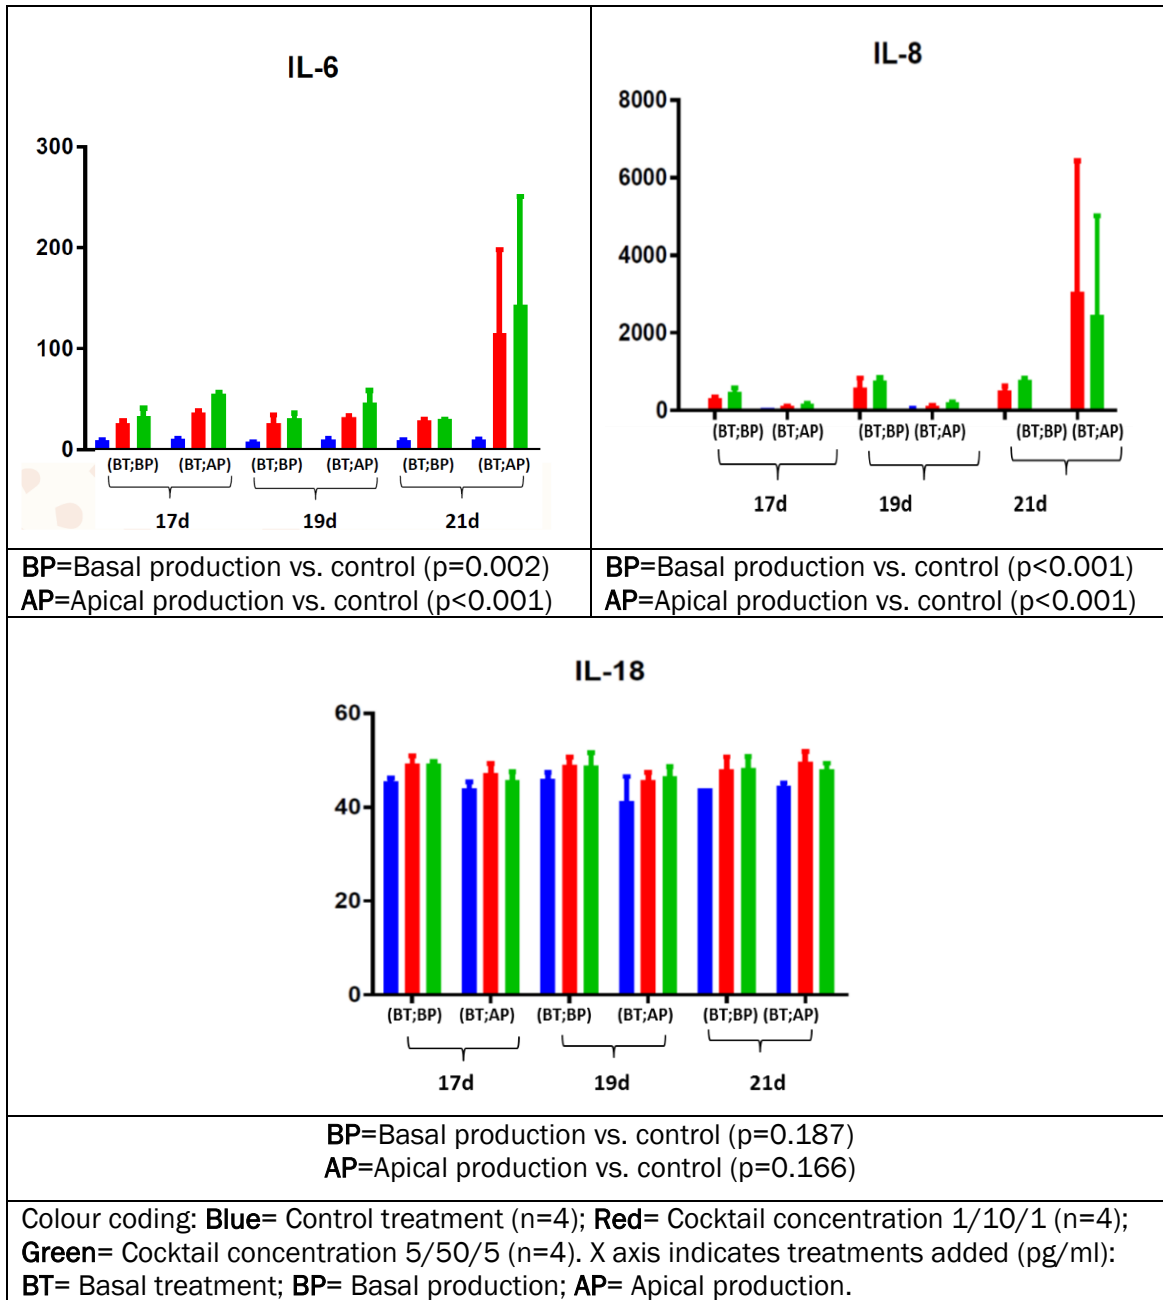 IL-6
300
200
100
0
(BT;BP) (BT;AP) (BT;BP) (BT;AP) (BT;BP) (BT;AP)
17d 19d 21d
IL-8
8000
6000
4000
2000
0
(BT;BP) (BT;AP) (BT;BP) (BT;AP) (BT;BP) (BT;AP)
17d 19d 21d
BP=Basal production vs. control (p=0.002)
AP=Apical production vs. control (p<0.001)
BP=Basal production vs. control (p<0.001)
AP=Apical production vs. control (p<0.001)
IL-18
60
40
20
0
(BT;BP) (BT;AP) (BT;BP) (BT;AP) (BT;BP) (BT;AP)
17d 19d 21d
BP=Basal production vs. control (p=0.187)
AP=Apical production vs. control (p=0.166)
Colour coding: Blue= Control treatment (n=4); Red= Cocktail concentration 1/10/1 (n=4);
Green= Cocktail concentration 5/50/5 (n=4). X axis indicates treatments added (pg/ml):
BT= Basal treatment; BP= Basal production; AP= Apical production.